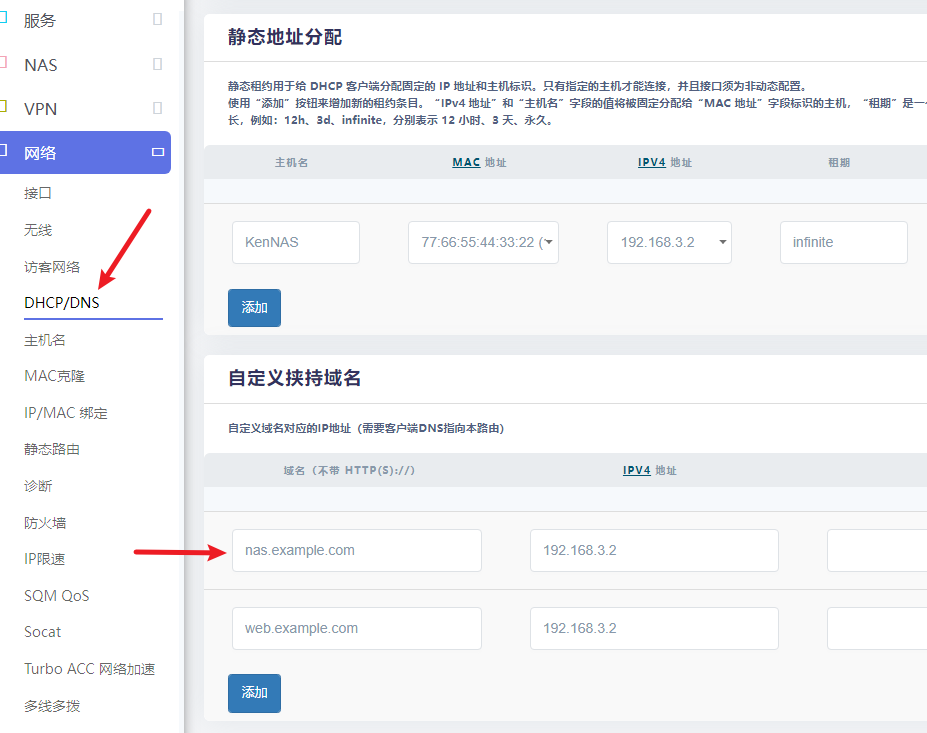 服务
NAS
VPN
网络
接口
无线
访客网络
DHCP/DNS
主机名
MAC克隆
IP/MAC 绑定
静态路由
诊断
防火墙
IP限速
SQM QoS
Socat
Turbo ACC 网络加速
多线多拨
静态地址分配
静态租约用于给 DHCP 客户端分配固定的 IP 地址和主机标识。只有指定的主机才能连接，并且接口须为非动态配置。
使用“添加”按钮来增加新的租约条目。“IPv4 地址”和“主机名”字段的值将被固定分配给“MAC 地址”字段标识的主机，“租期”是一
长，例如：12h、3d、infinite，分别表示 12 小时、3 天、永久。
主机名 MAC 地址 IPV4 地址 租期
KenNAS 77:66:55:44:33:22 ( 192.168.3.2 infinite
添加
自定义挟持域名
自定义域名对应的IP地址（需要客户端DNS指向本路由）
域名（不带 HTTP(S)://） IPV4 地址
nas.example.com 192.168.3.2
web.example.com 192.168.3.2
添加